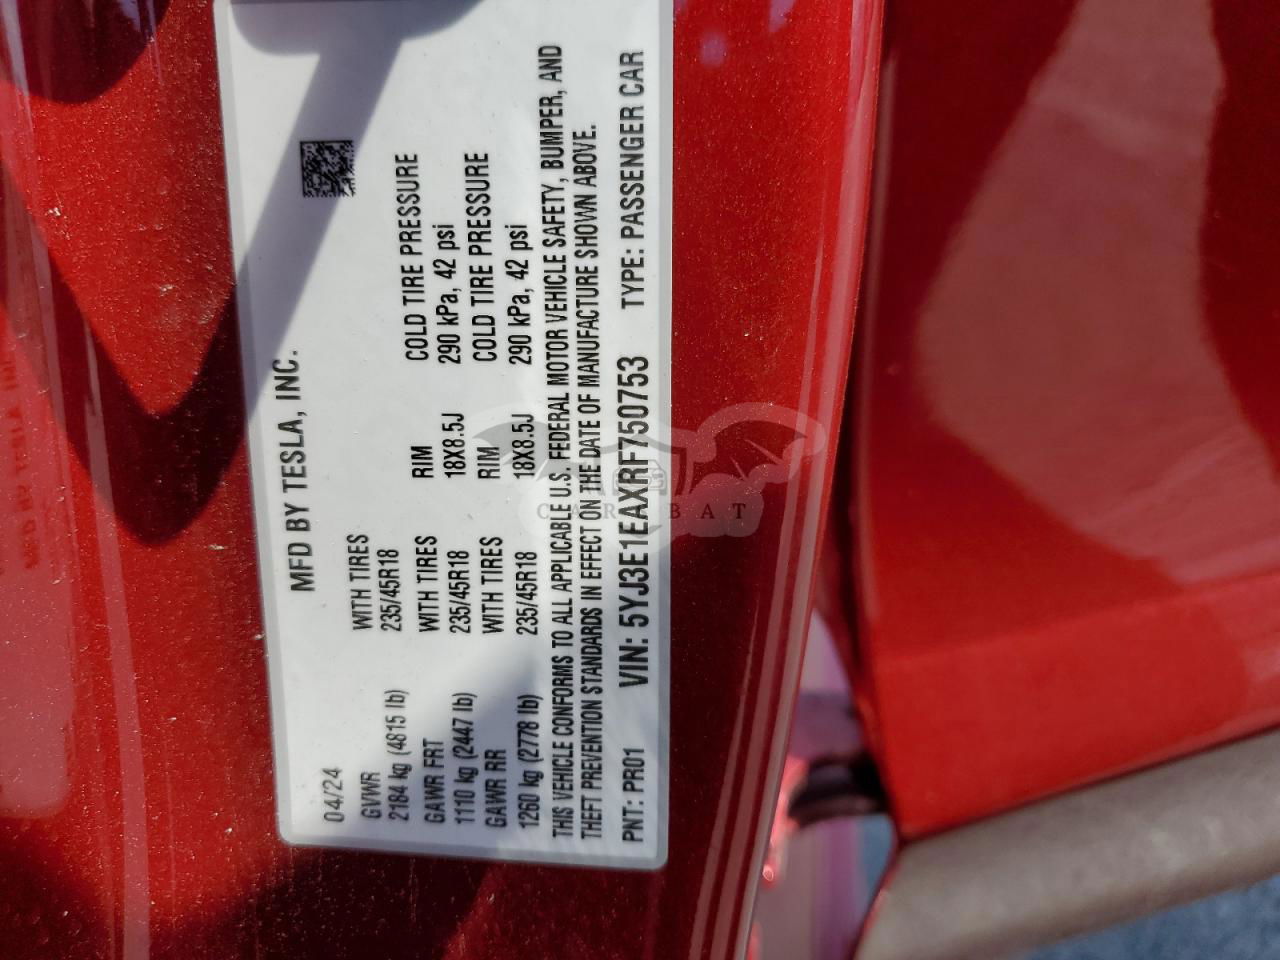 MFD BY TESLA, INC.
04/24
GVWR WITH TIRES
2184 kg (4815 lb) 235/45R18
GAWR FRT WITH TIRES RIM COLD TIRE PRESSURE
1110 kg (2447 lb) 235/45R18 18X8.5J 290 kPa, 42 psi
GAWR RR WITH TIRES RIM COLD TIRE PRESSURE
1260 kg (2778 lb) 235/45R18 18X8.5J 290 kPa, 42 psi
THIS VEHICLE CONFORMS TO ALL APPLICABLE U.S. FEDERAL MOTOR VEHICLE SAFETY, BUMPER, AND
THEFT PREVENTION STANDARDS IN EFFECT ON THE DATE OF MANUFACTURE SHOWN ABOVE.
PNT: PR01 VIN: 5YJ3E1EAXRF750753 TYPE: PASSENGER CAR